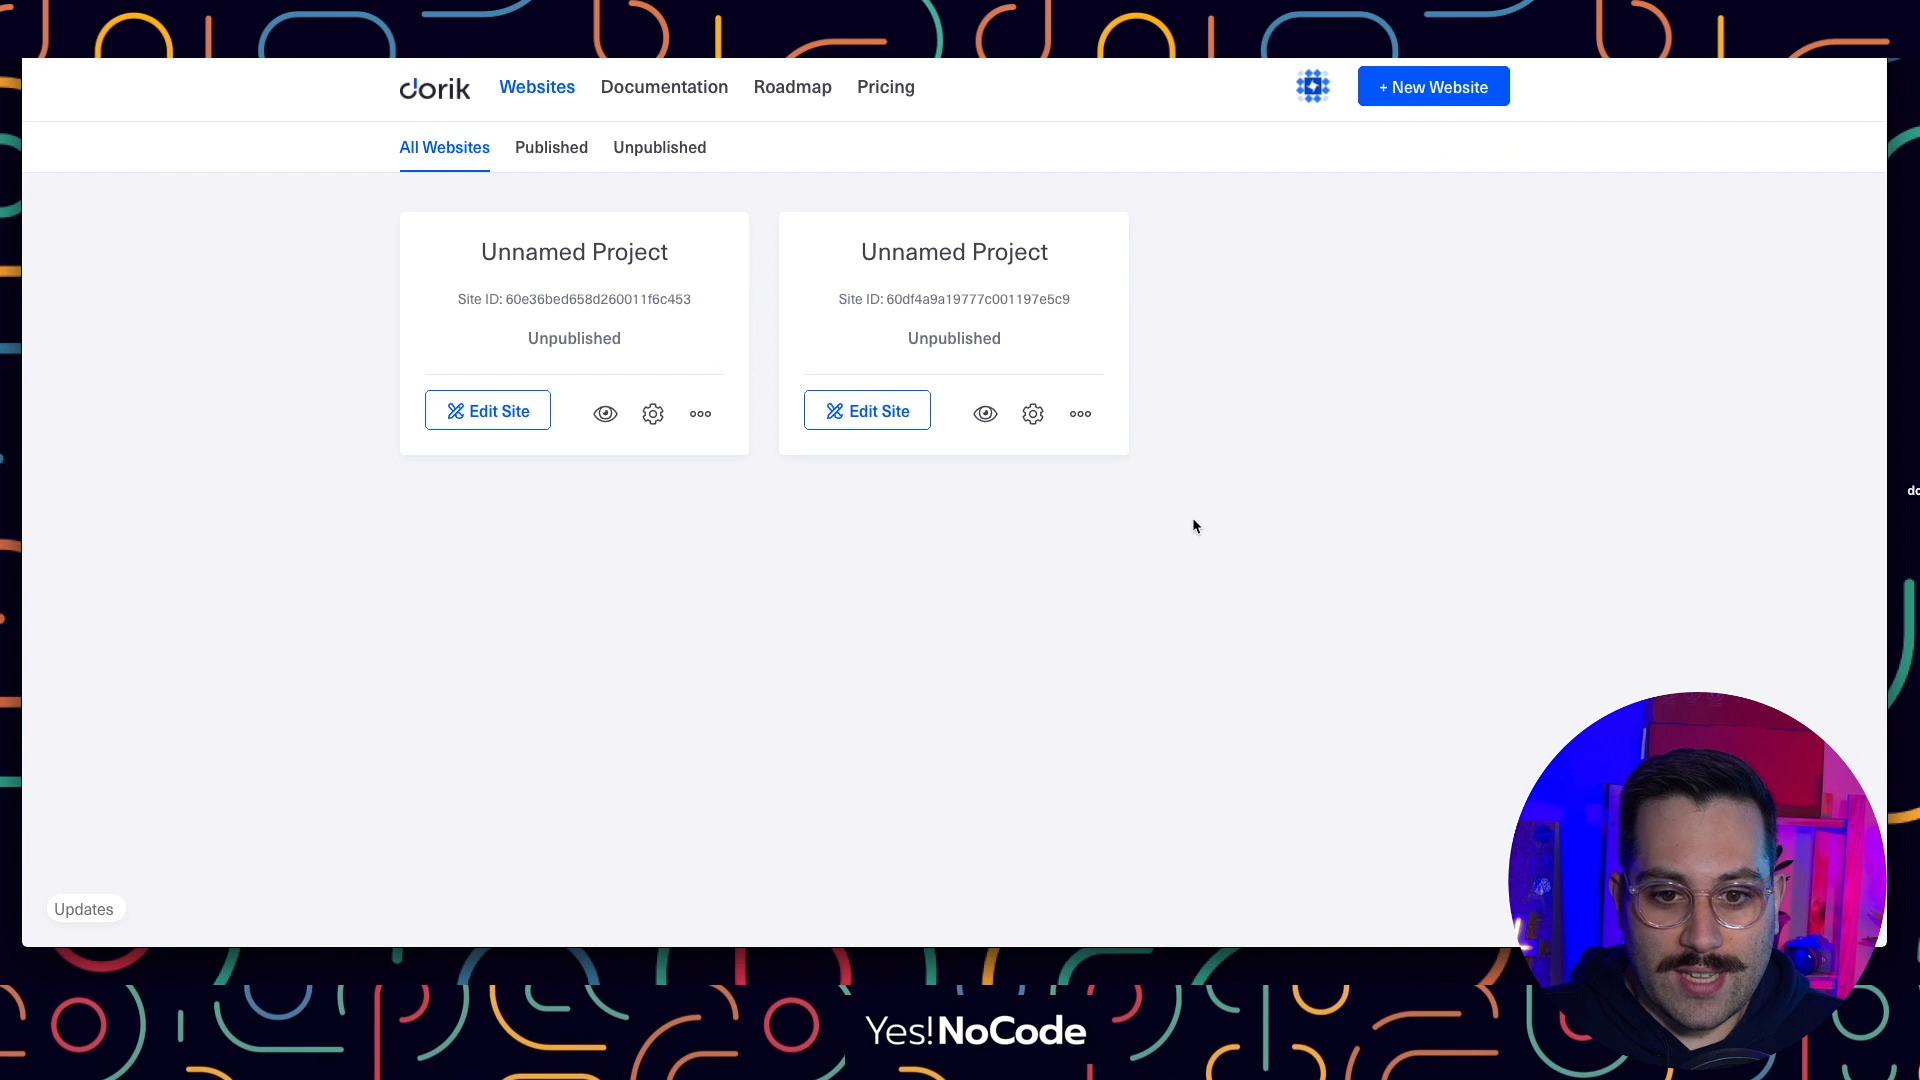 dorik Websites Documentation Roadmap Pricing + New Website
All Websites Published Unpublished
Unnamed Project
Site ID: 60e36bed658d260011f6c453
Unpublished
Edit Site
Unnamed Project
Site ID: 60df4a9a19777c001197e5c9
Unpublished
Edit Site
Updates
Yes!NoCode